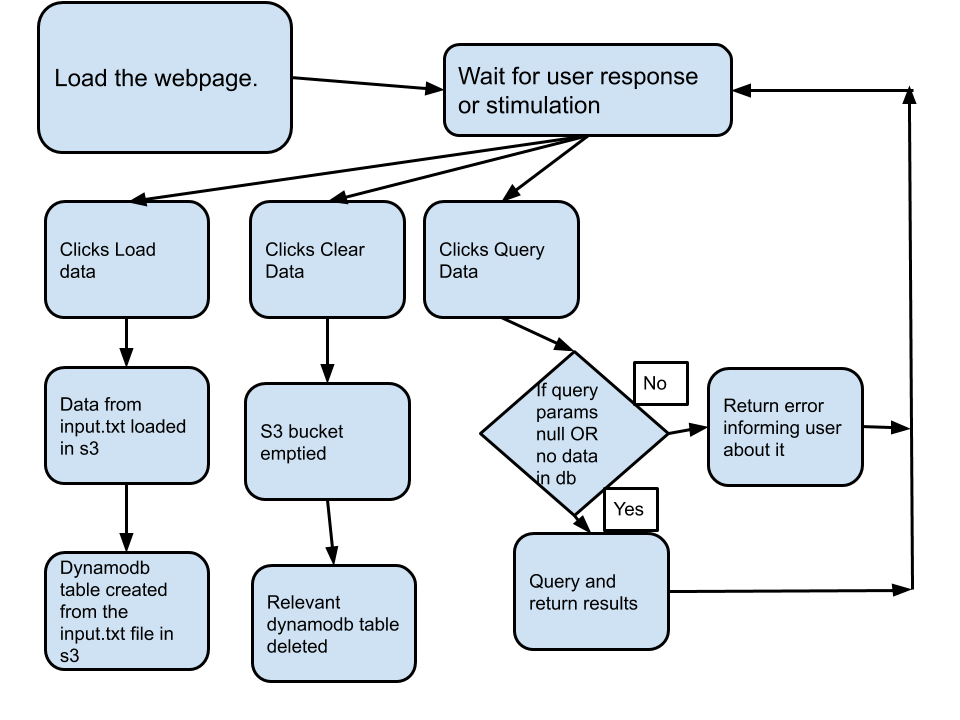 Load the webpage.
Wait for user response
or stimulation
Clicks Load
data
Clicks Clear
Data
Clicks Query
Data
Data from
input.txt loaded
in s3
S3 bucket
emptied
If query
params
null OR
no data
in db
No
Return error
informing user
about it
Yes
Dynamodb
table created
from the
input.txt file in
s3
Relevant
dynamodb table
deleted
Query and
return results